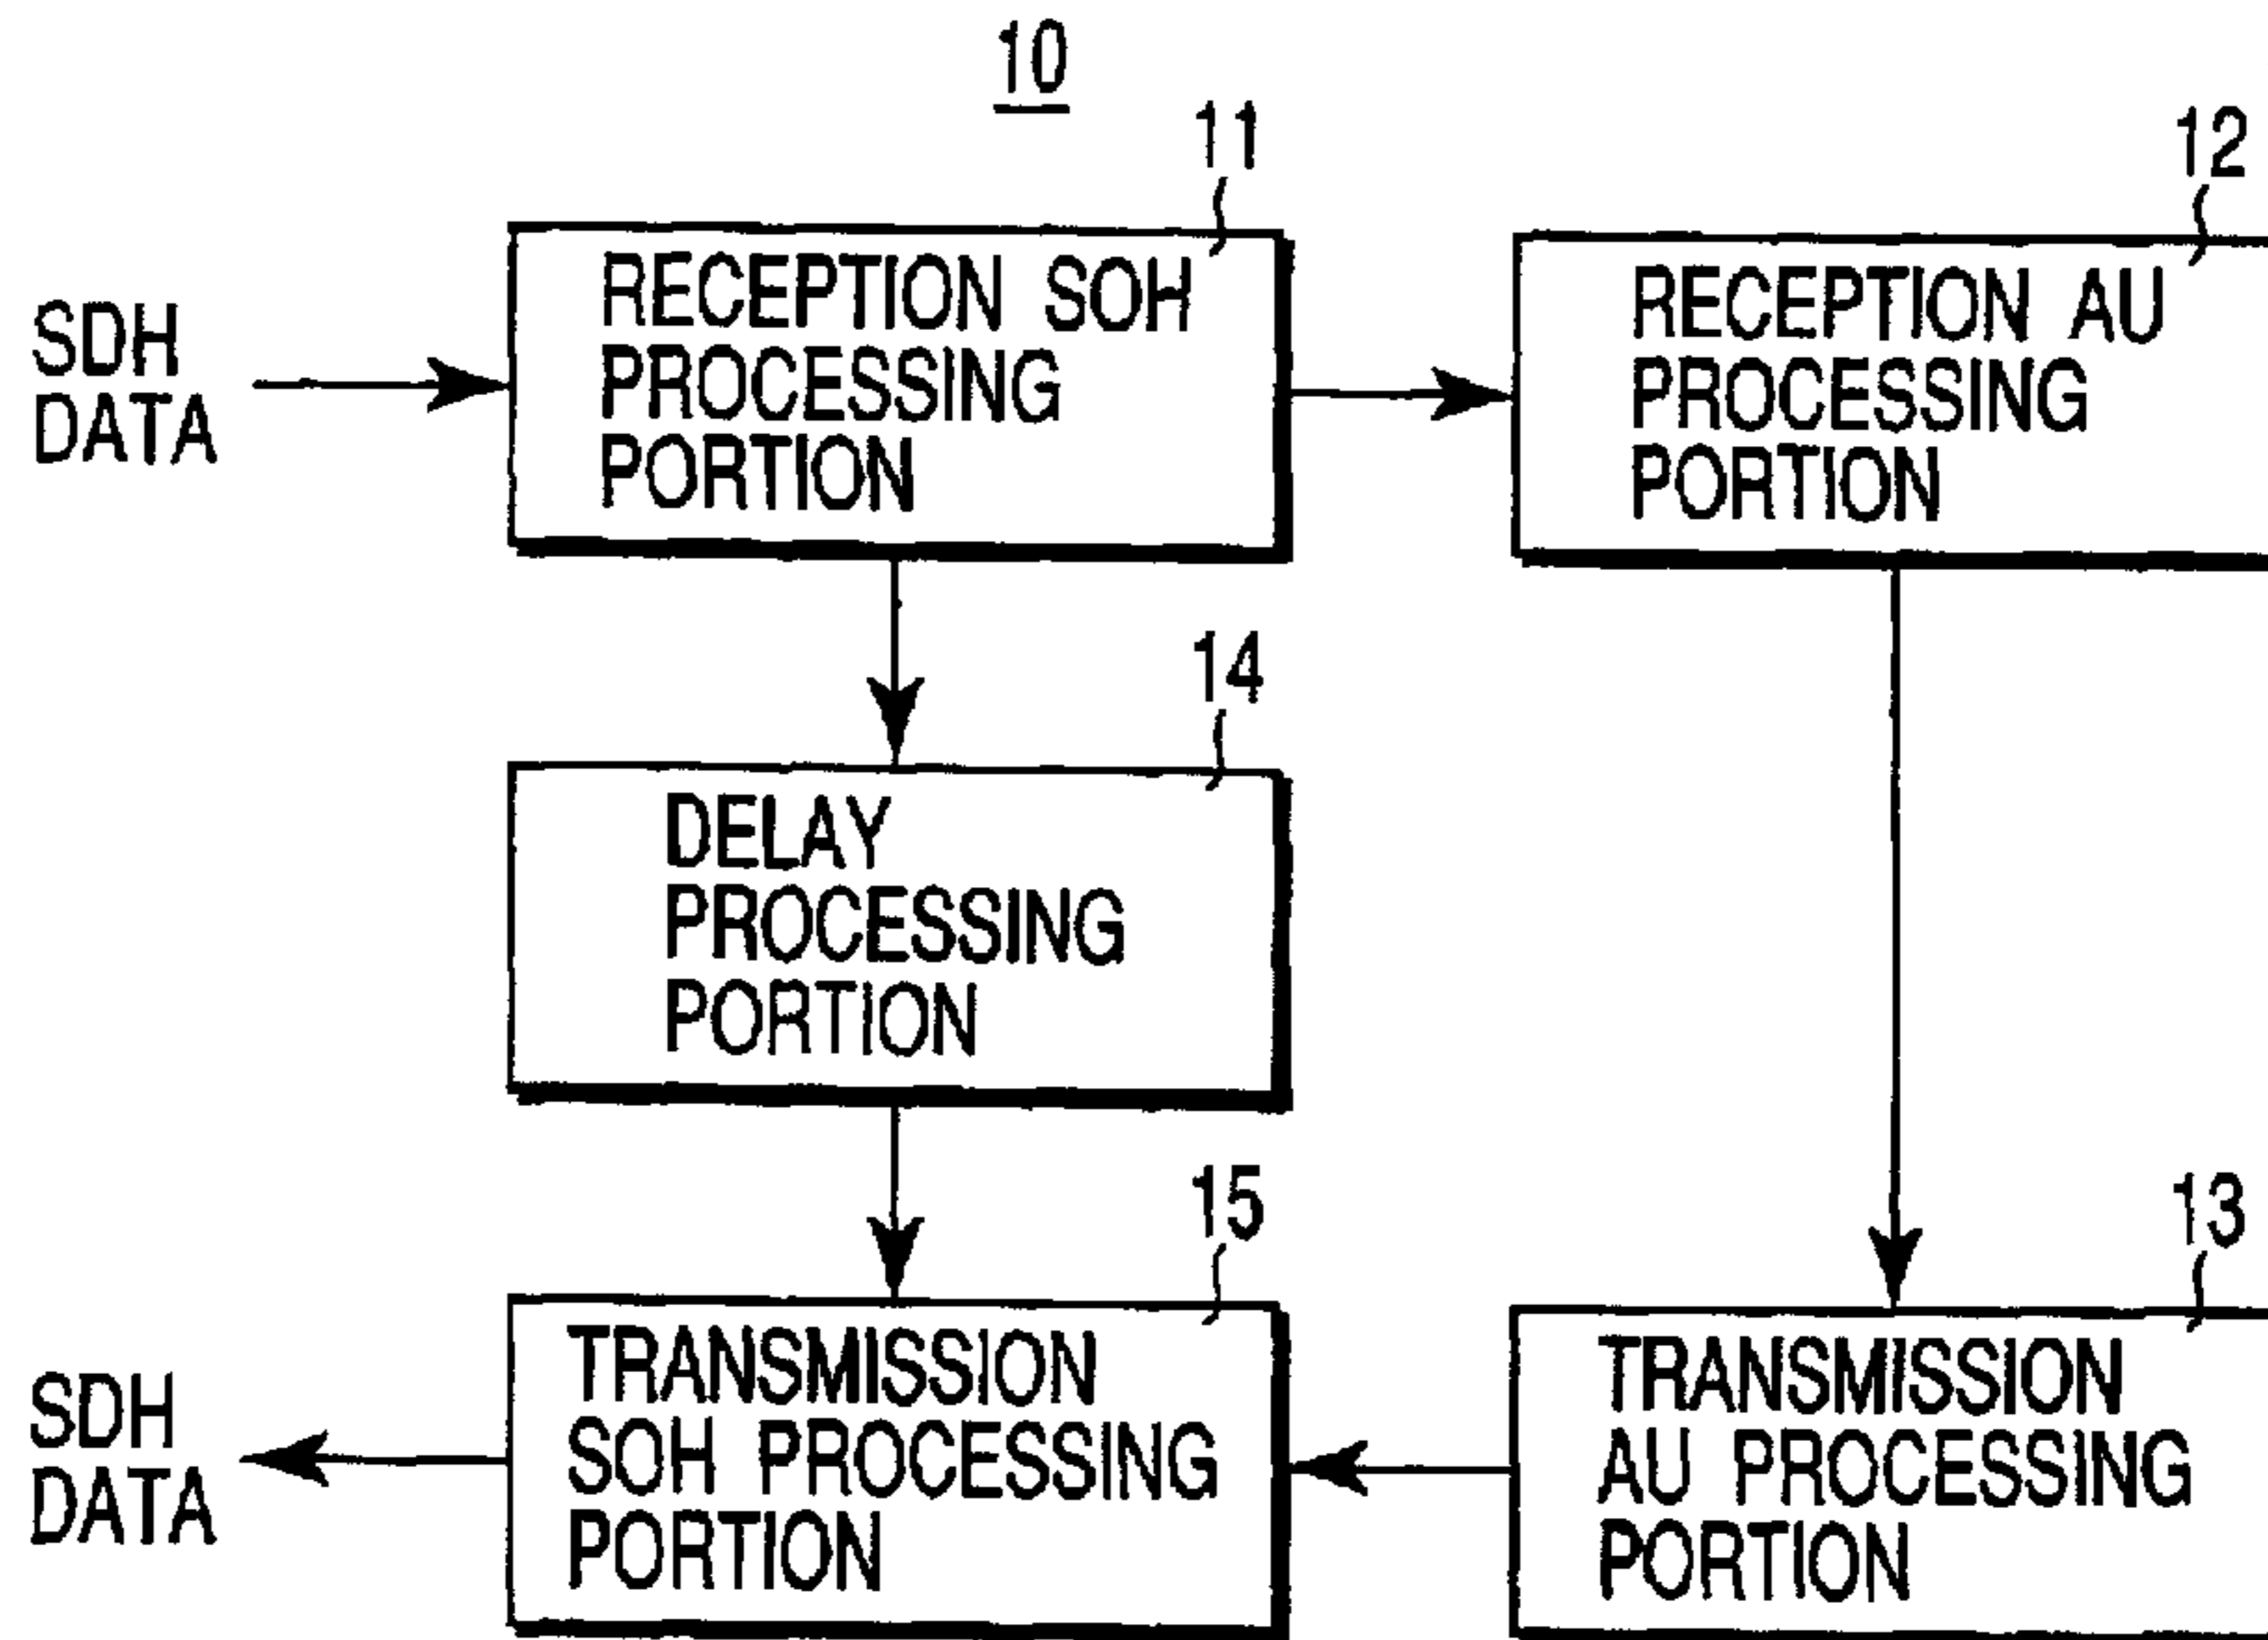 10
11
12
SDH
DATA
RECEPTION SOH
PROCESSING
PORTION
RECEPTION AU
PROCESSING
PORTION
14
DELAY
PROCESSING
PORTION
15
13
SDH
DATA
TRANSMISSION
SOH PROCESSING
PORTION
TRANSMISSION
AU PROCESSING
PORTION